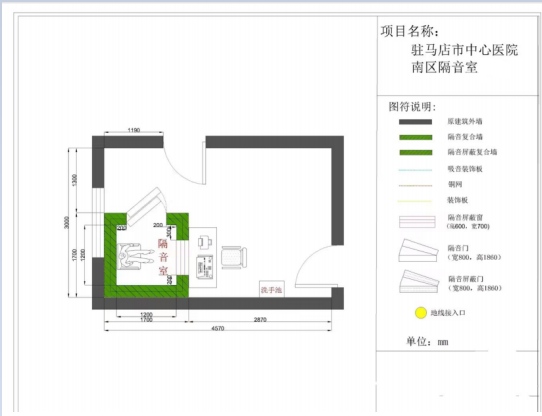 项目名称:
驻马店市中心医院
南区隔音室
图符说明:
原建筑外墙
隔音复合墙
隔音屏蔽复合墙
吸音装饰板
铜网
装饰板
隔音屏蔽窗
(高600、宽700)
隔音门
(宽800、高1860)
隔音屏蔽门
(宽800、高1860)
地线接入口
单位: mm
1190
1300
3000
1700
1200
200
200
隔音室
洗手池
1200
1700
2870
4570